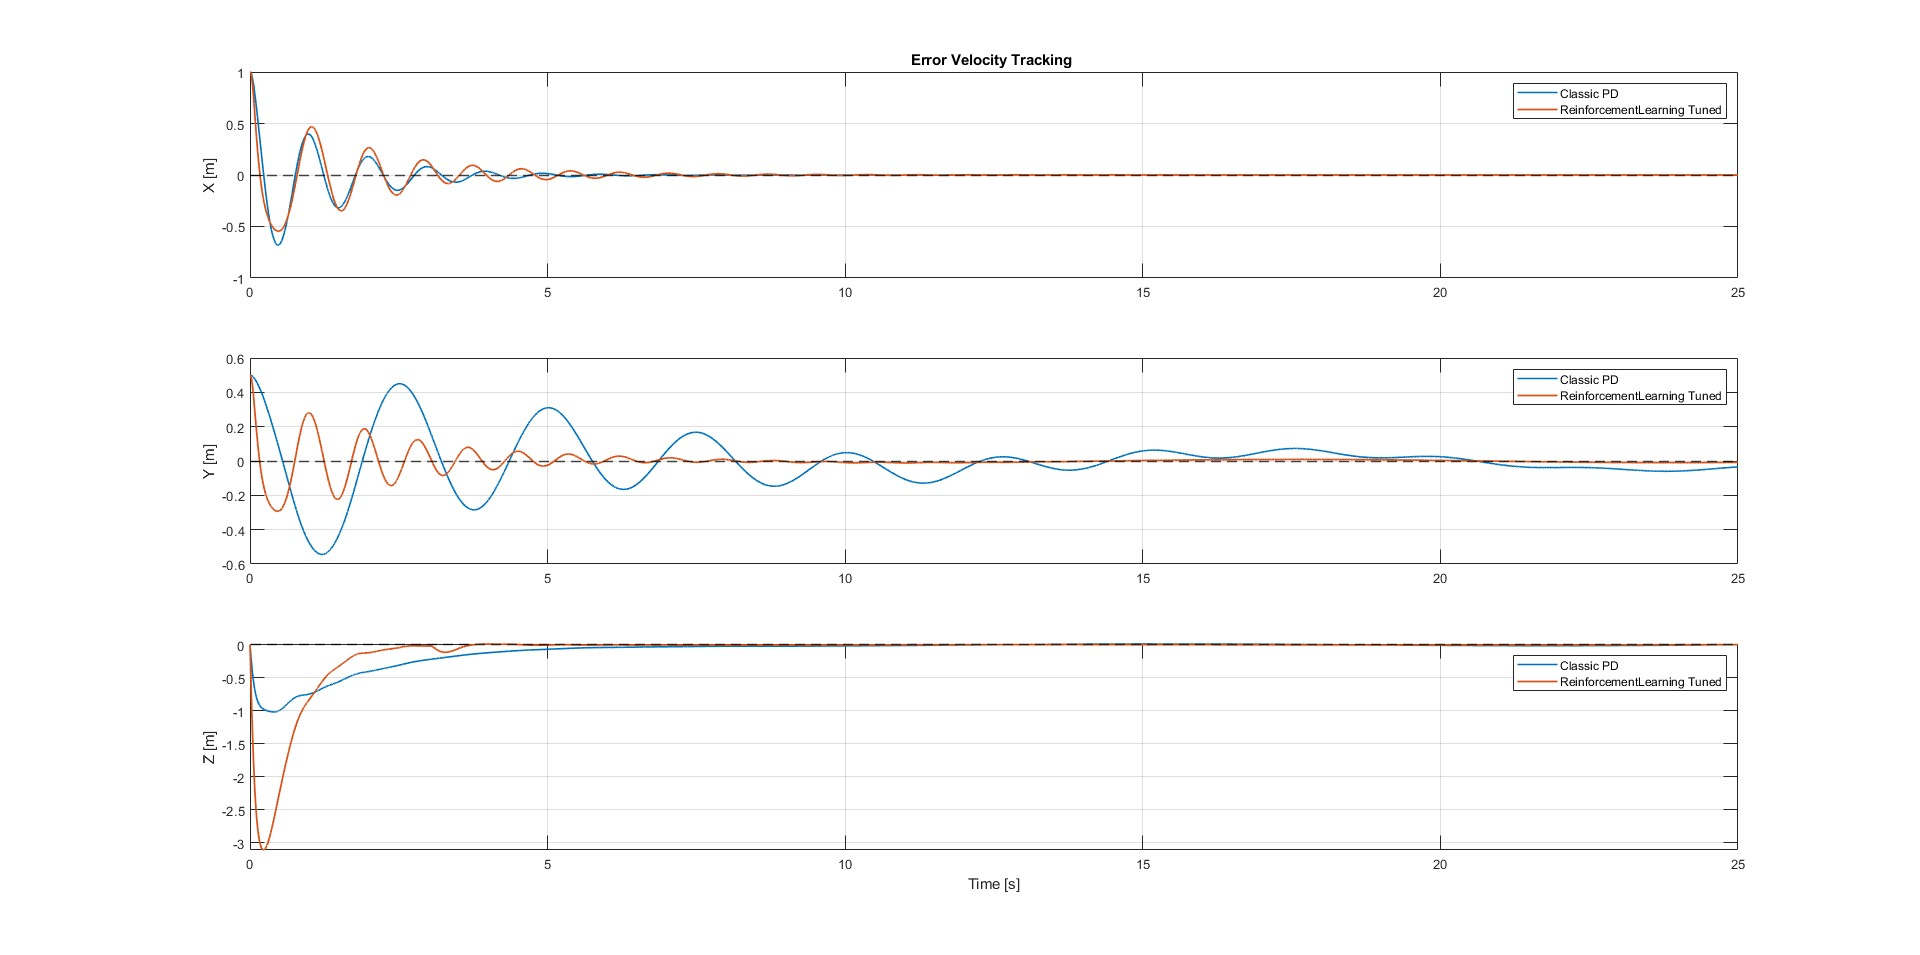 Error Velocity Tracking
1
0.5
0
-0.5
-1
X [m]
Classic PD
ReinforcementLearning Tuned
0 5 10 15 20 25
0.6
0.4
0.2
0
-0.2
-0.4
-0.6
Y [m]
Classic PD
ReinforcementLearning Tuned
0 5 10 15 20 25
0
-0.5
-1
-1.5
-2
-2.5
-3
Z [m]
Classic PD
ReinforcementLearning Tuned
0 5 10 15 20 25
Time [s]